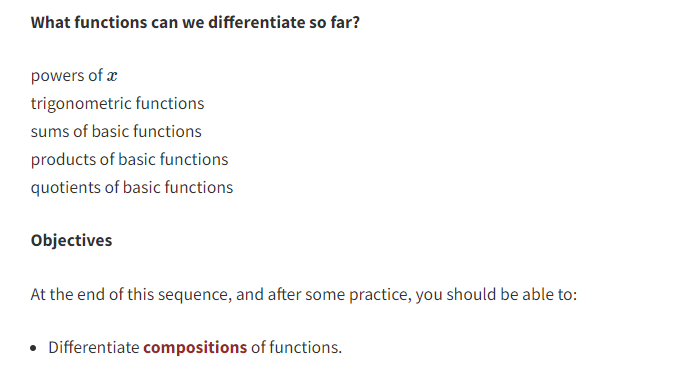 What functions can we differentiate so far?
powers of x
trigonometric functions
sums of basic functions
products of basic functions
quotients of basic functions
Objectives
At the end of this sequence, and after some practice, you should be able to:
• Differentiate compositions of functions.